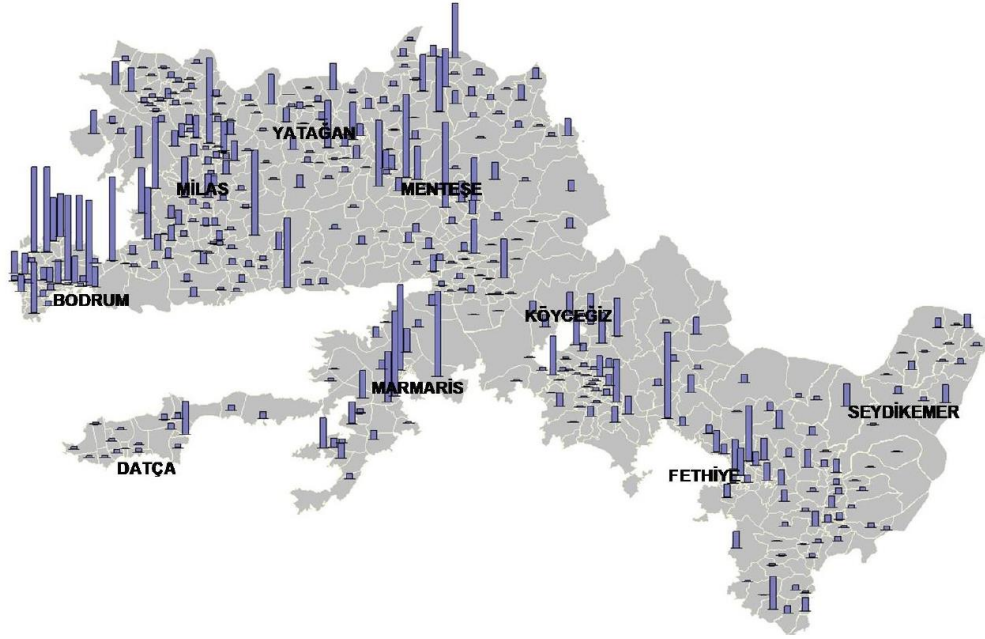 YATAĞAN
MİLAS
MENTEŞE
BODRUM
KÖYCEĞİZ
MARMARİS
SEYDİKEMER
DATÇA
FETHİYE